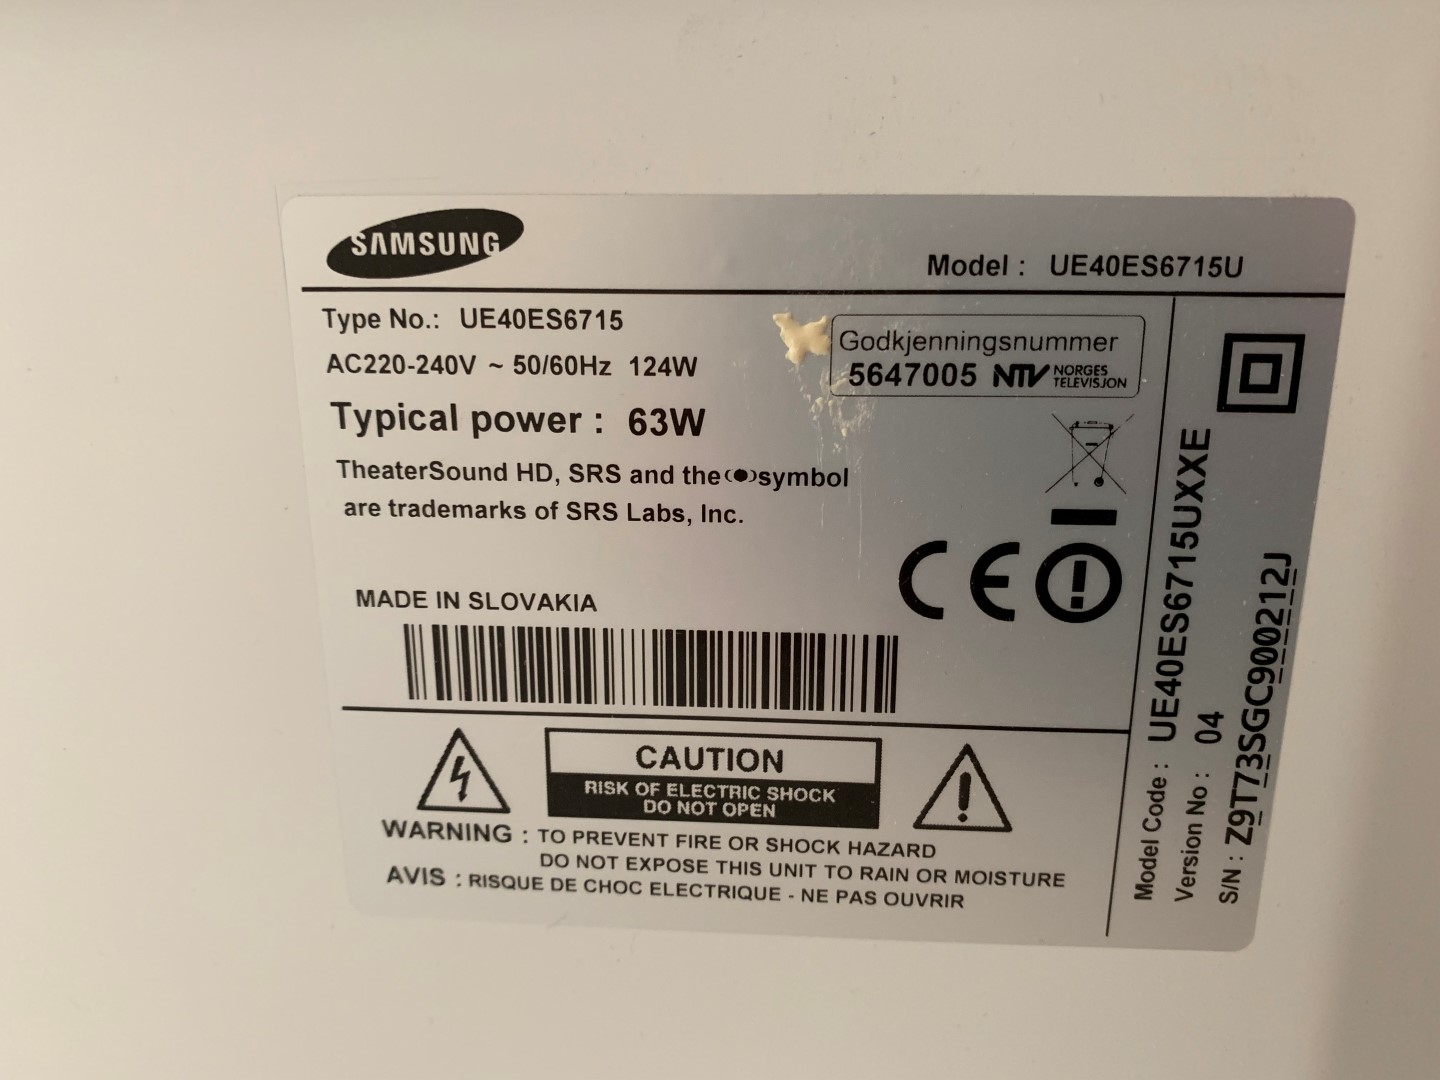 SAMSUNG
Model : UE40ES6715U
Type No.: UE40ES6715
AC220-240V ~ 50/60Hz 124W
Typical power : 63W
TheaterSound HD, SRS and the (●) symbol
are trademarks of SRS Labs, Inc.
Godkjenningsnummer
5647005 NTV NORGES
TELEVISJON
MADE IN SLOVAKIA
CE
CAUTION
RISK OF ELECTRIC SHOCK
DO NOT OPEN
WARNING : TO PREVENT FIRE OR SHOCK HAZARD
DO NOT EXPOSE THIS UNIT TO RAIN OR MOISTURE
AVIS : RISQUE DE CHOC ELECTRIQUE - NE PAS OUVRIR
Model Code : UE40ES6715UXXE
Version No : 04
S/N : Z9T73SGC900212J